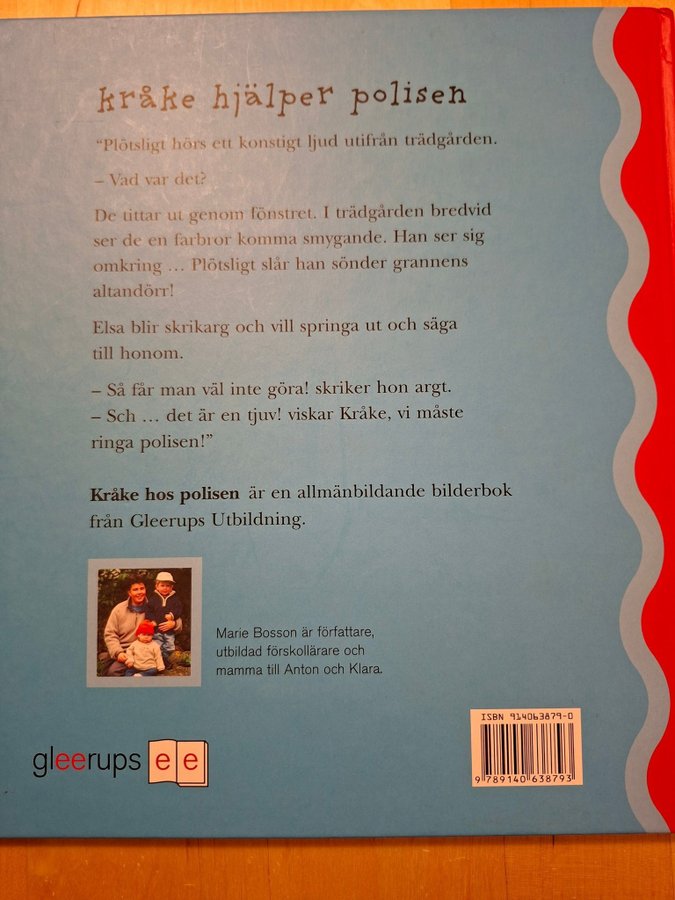 kråke hjälper polisen
"Plötsligt hörs ett konstigt ljud utifrån trädgården.
– Vad var det?
De tittar ut genom fönstret. I trädgården bredvid
ser de en farbror komma smygande. Han ser sig
omkring ... Plötsligt slår han sönder grannens
altandörr!
Elsa blir skrikarg och vill springa ut och säga
till honom.
– Så får man väl inte göra! skriker hon argt.
– Sch ... det är en tjuv! viskar Kråke, vi måste
ringa polisen!"
Kråke hos polisen är en allmänbildande bilderbok
från Gleerups Utbildning.
Marie Bosson är författare,
utbildad förskollärare och
mamma till Anton och Klara.
gleerups e e
ISBN 914063879-0
9 789140 638793